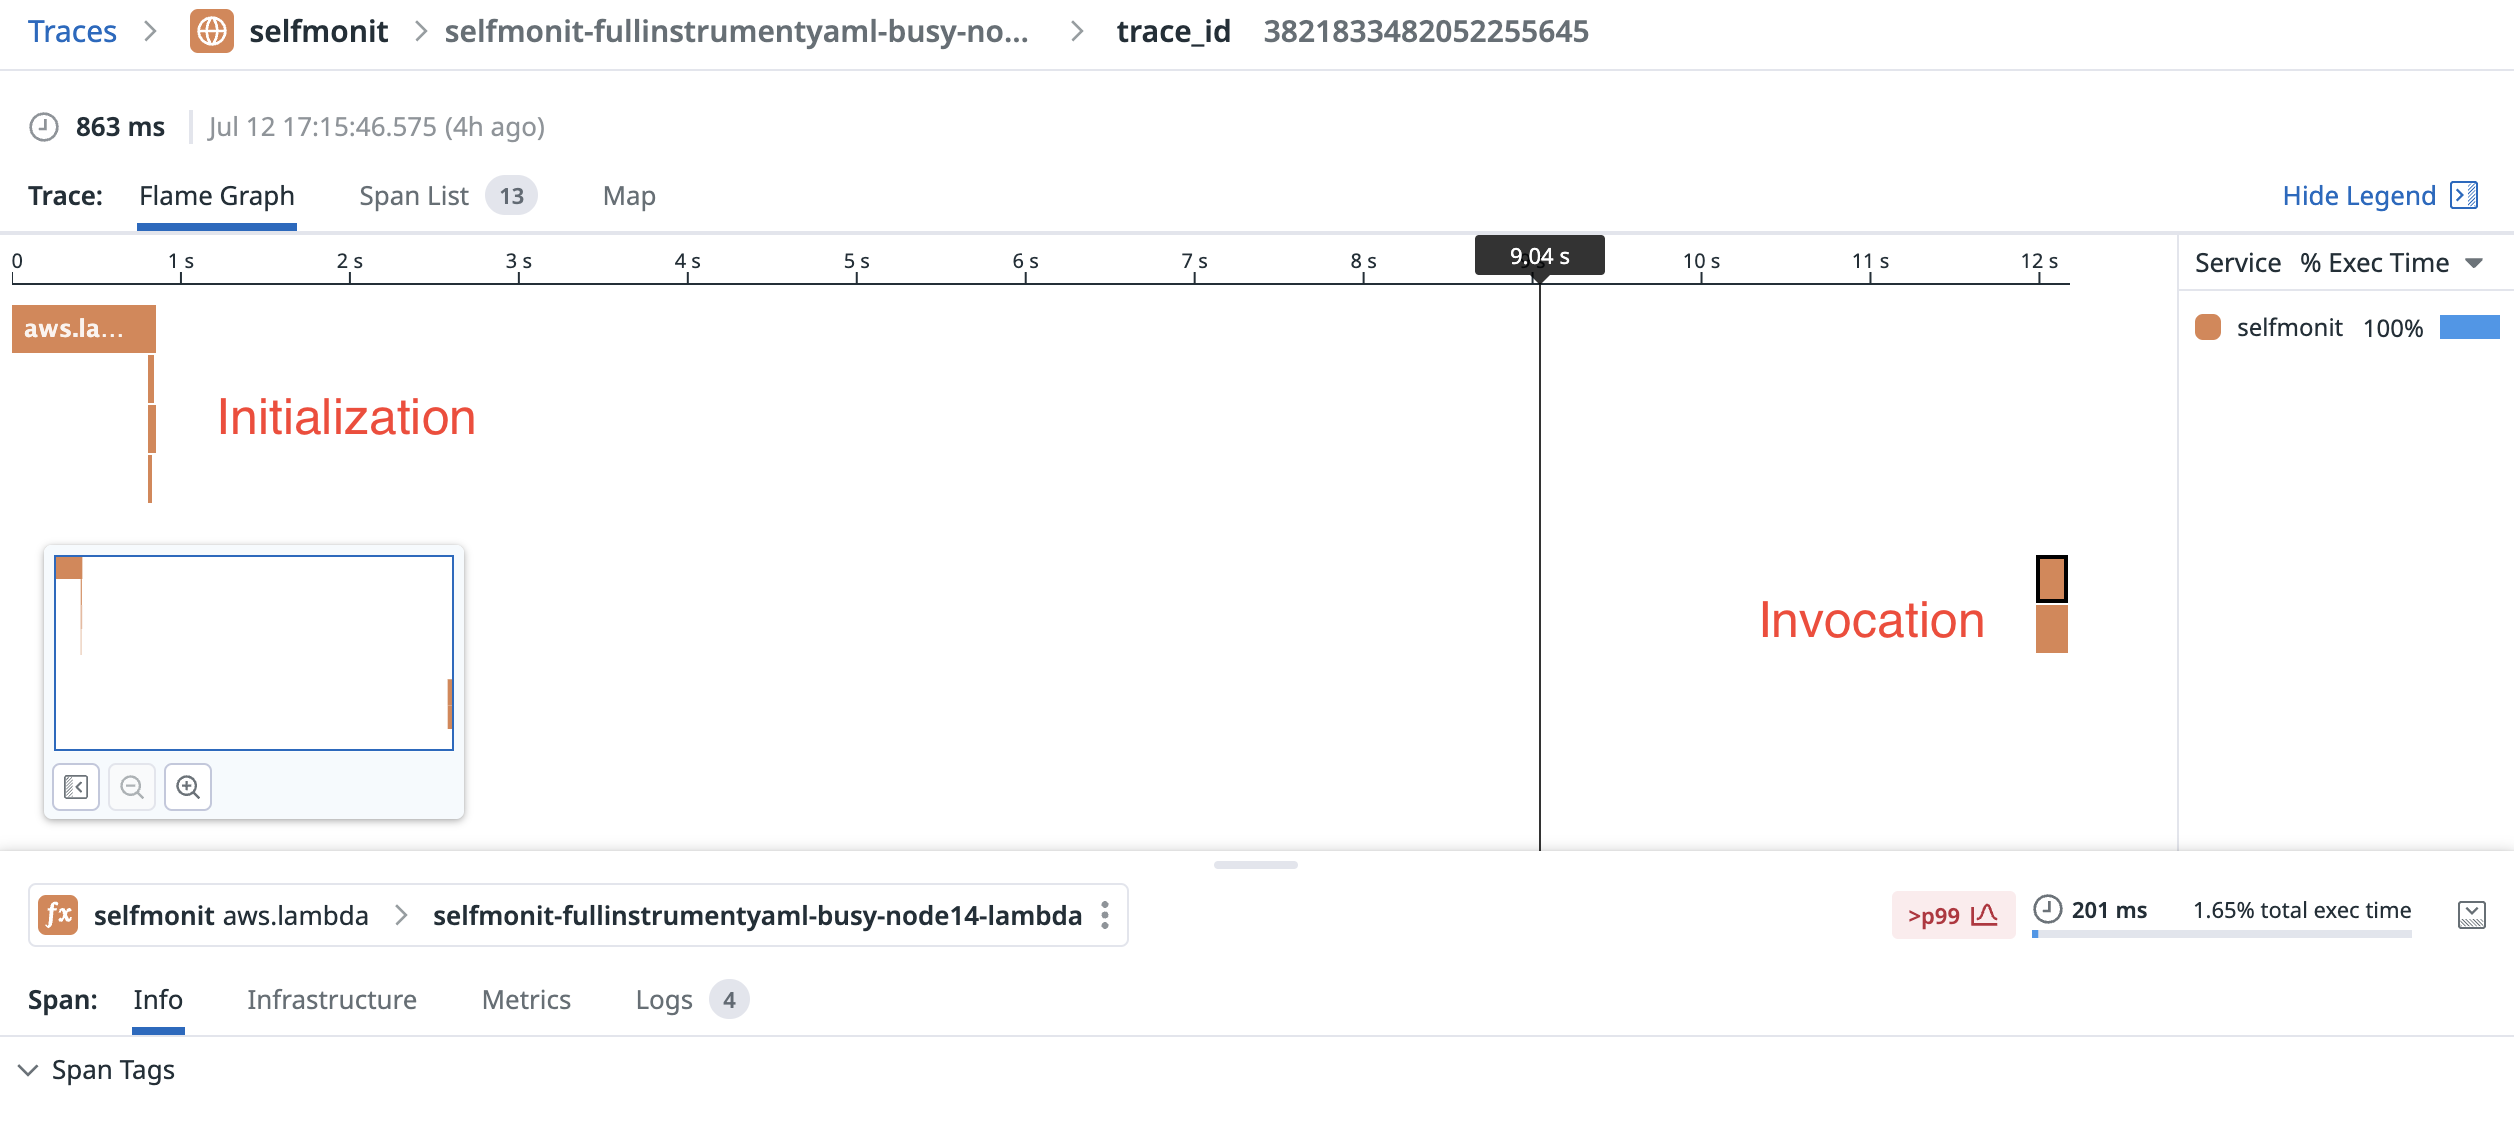 Traces > selfmonit > selfmonit-fullinstrumentyaml-busy-no... > trace_id 3821833482052255645
863 ms Jul 12 17:15:46.575 (4h ago)
Trace: Flame Graph Span List 13 Map Hide Legend
0 1 s 2 s 3 s 4 s 5 s 6 s 7 s 8 s 9.04 s 10 s 11 s 12 s
Service % Exec Time
aws.la...
selfmonit 100%
Initialization
Invocation
fx selfmonit aws.lambda > selfmonit-fullinstrumentyaml-busy-node14-lambda >p99 201 ms 1.65% total exec time
Span: Info Infrastructure Metrics Logs 4
Span Tags